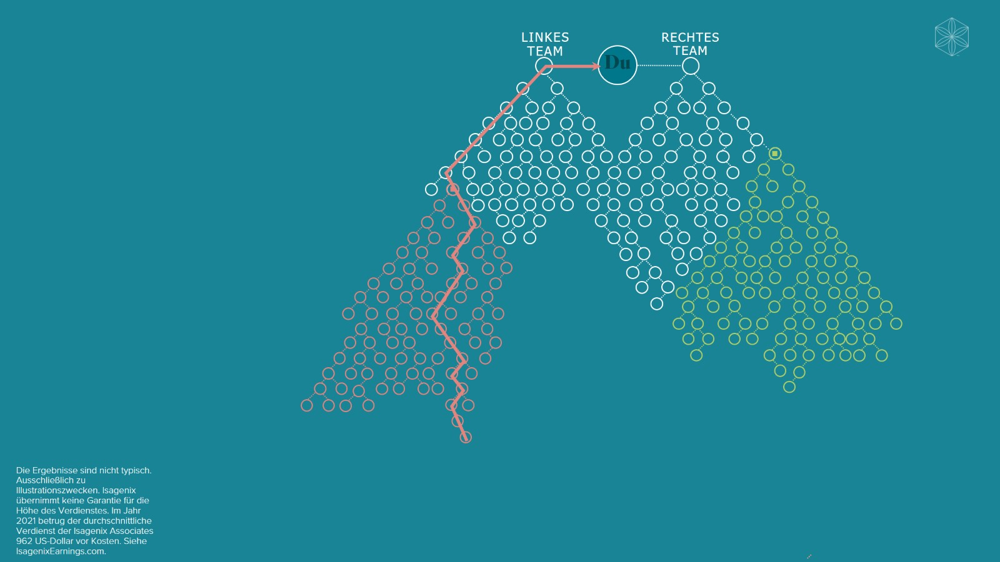 LINKES
TEAM
Du
RECHTES
TEAM
Die Ergebnisse sind nicht typisch.
Ausschließlich zu
Illustrationszwecken. Isagenix
übernimmt keine Garantie für die
Höhe des Verdienstes. Im Jahr
2021 betrug der durchschnittliche
Verdienst der Isagenix Associates
962 US-Dollar vor Kosten. Siehe
IsagenixEarnings.com.